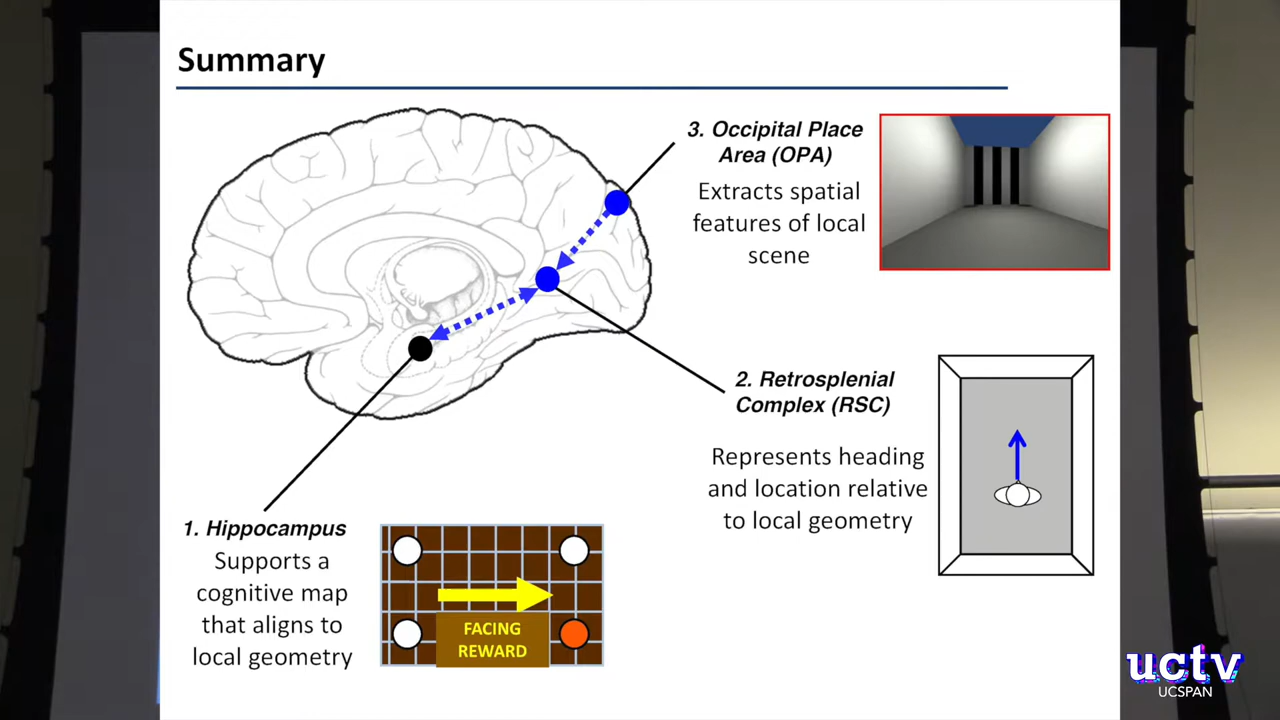 Summary
3. Occipital Place
Area (OPA)
Extracts spatial
features of local
scene
2. Retrosplenial
Complex (RSC)
Represents heading
and location relative
to local geometry
1. Hippocampus
Supports a
cognitive map
that aligns to
local geometry
FACING
REWARD
uctv
UCSPAN